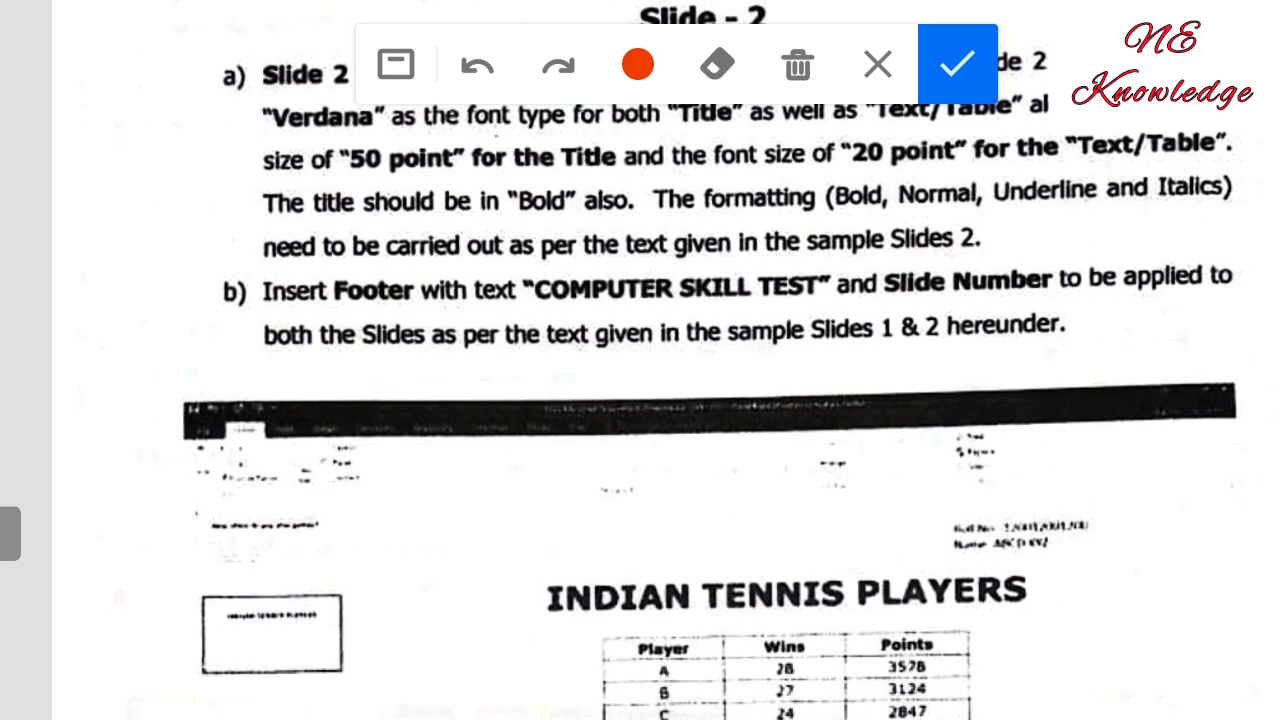 Slide - 2
NE
Knowledge
a) Slide 2 de 2
"Verdana" as the font type for both "Title" as well as "Text/Table" al
size of "50 point" for the Title and the font size of "20 point" for the "Text/Table".
The title should be in "Bold" also. The formatting (Bold, Normal, Underline and Italics)
need to be carried out as per the text given in the sample Slides 2.
b) Insert Footer with text "COMPUTER SKILL TEST" and Slide Number to be applied to
both the Slides as per the text given in the sample Slides 1 & 2 hereunder.
INDIAN TENNIS PLAYERS
Player Wins Points
A 28 3578
B 27 3124
C 24 2847